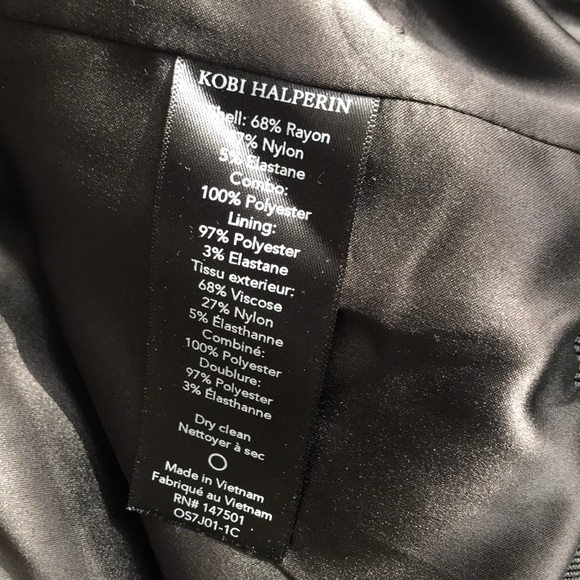 KOBI HALPERIN
Shell: 68% Rayon
27% Nylon
5% Elastane
Combo:
100% Polyester
Lining:
97% Polyester
3% Elastane
Tissu exterieur:
68% Viscose
27% Nylon
5% Élasthanne
Combiné:
100% Polyester
Doublure:
97% Polyester
3% Élasthanne
Dry clean
Nettoyer à sec
Made in Vietnam
Fabriqué au Vietnam
RN# 147501
OS7J01-1C